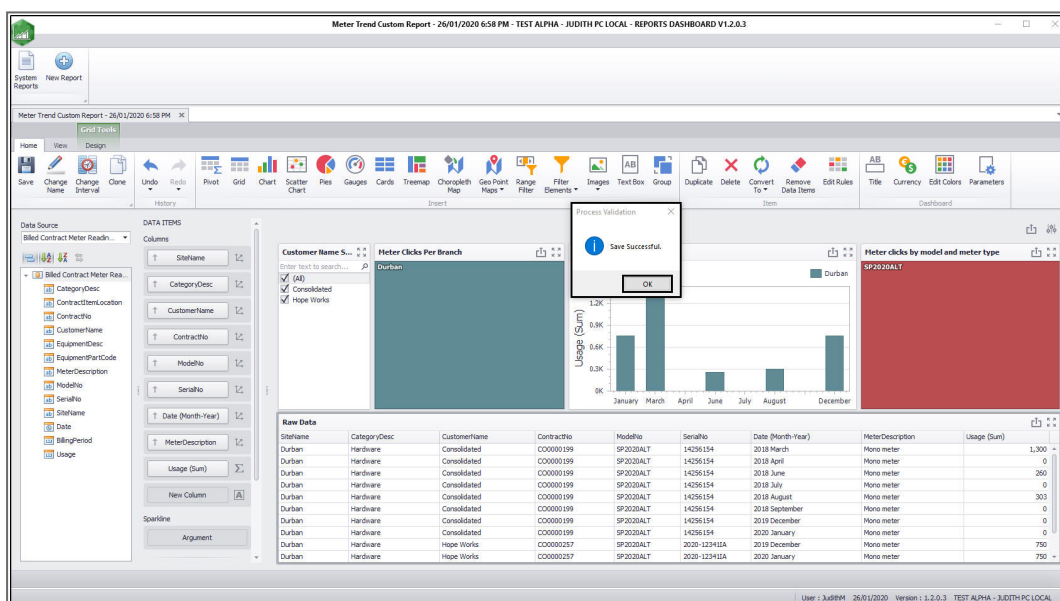 Meter Trend Custom Report - 26/01/2020 6:58 PM - TEST ALPHA - JUDITH PC LOCAL - REPORTS DASHBOARD V1.2.0.3
System Reports
New Report
Meter Trend Custom Report - 26/01/2020 6:58 PM
Grid Tools
Home View Design
Save Change Name Change Interval Clone Undo Redo Pivot Grid Chart Scatter Chart Pies Gauges Cards Treemap Choropleth Map Geo Point Maps Range Filter Filter Elements Images Text Box Group Duplicate Delete Convert To Remove Data Items Edit Rules Title Currency Edit Colors Parameters
History Insert Item Dashboard
Data Source
Billed Contract Meter Readin...
Billed Contract Meter Rea...
CategoryDesc
ContractItemLocation
ContractNo
CustomerName
EquipmentDesc
EquipmentPartCode
MeterDescription
ModelNo
SerialNo
SiteName
Date
BillingPeriod
Usage
DATA ITEMS
Columns
SiteName
CategoryDesc
CustomerName
ContractNo
ModelNo
SerialNo
Date (Month-Year)
MeterDescription
Usage (Sum)
New Column
Sparkline
Argument
Customer Name S...
Enter text to search...
(All)
Consolidated
Hope Works
Meter Clicks Per Branch
Durban
Process Validation
Save Successful.
OK
Durban
Usage (Sum)
1.2K
0.9K
0.6K
0.3K
0K
January March April June July August December
Meter clicks by model and meter type
SP2020ALT
Raw Data
SiteName CategoryDesc CustomerName ContractNo ModelNo SerialNo Date (Month-Year) MeterDescription Usage (Sum)
Durban Hardware Consolidated CO0000199 SP2020ALT 14256154 2018 March Mono meter 1,300
Durban Hardware Consolidated CO0000199 SP2020ALT 14256154 2018 April Mono meter 0
Durban Hardware Consolidated CO0000199 SP2020ALT 14256154 2018 June Mono meter 260
Durban Hardware Consolidated CO0000199 SP2020ALT 14256154 2018 July Mono meter 0
Durban Hardware Consolidated CO0000199 SP2020ALT 14256154 2018 August Mono meter 303
Durban Hardware Consolidated CO0000199 SP2020ALT 14256154 2018 September Mono meter 0
Durban Hardware Consolidated CO0000199 SP2020ALT 14256154 2019 December Mono meter 0
Durban Hardware Consolidated CO0000199 SP2020ALT 14256154 2020 January Mono meter 0
Durban Hardware Hope Works CO0000257 SP2020ALT 2020-12341IA 2019 December Mono meter 750
Durban Hardware Hope Works CO0000257 SP2020ALT 2020-12341IA 2020 January Mono meter 750
User : JudithM 26/01/2020 Version : 1.2.0.3 TEST ALPHA - JUDITH PC LOCAL